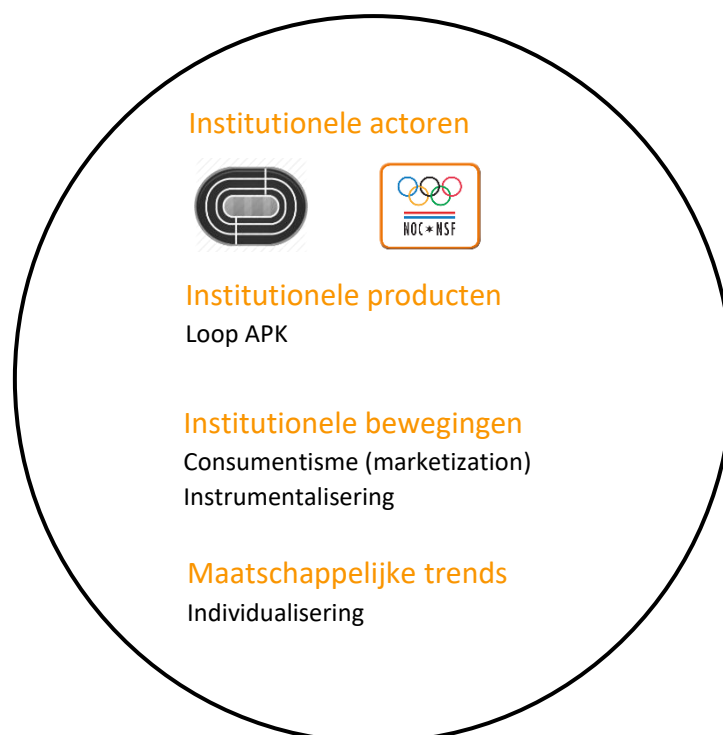 Institutionele actoren
NOC*NSF
Institutionele producten
Loop APK
Institutionele bewegingen
Consumentisme (marketization)
Instrumentalisering
Maatschappelijke trends
Individualisering